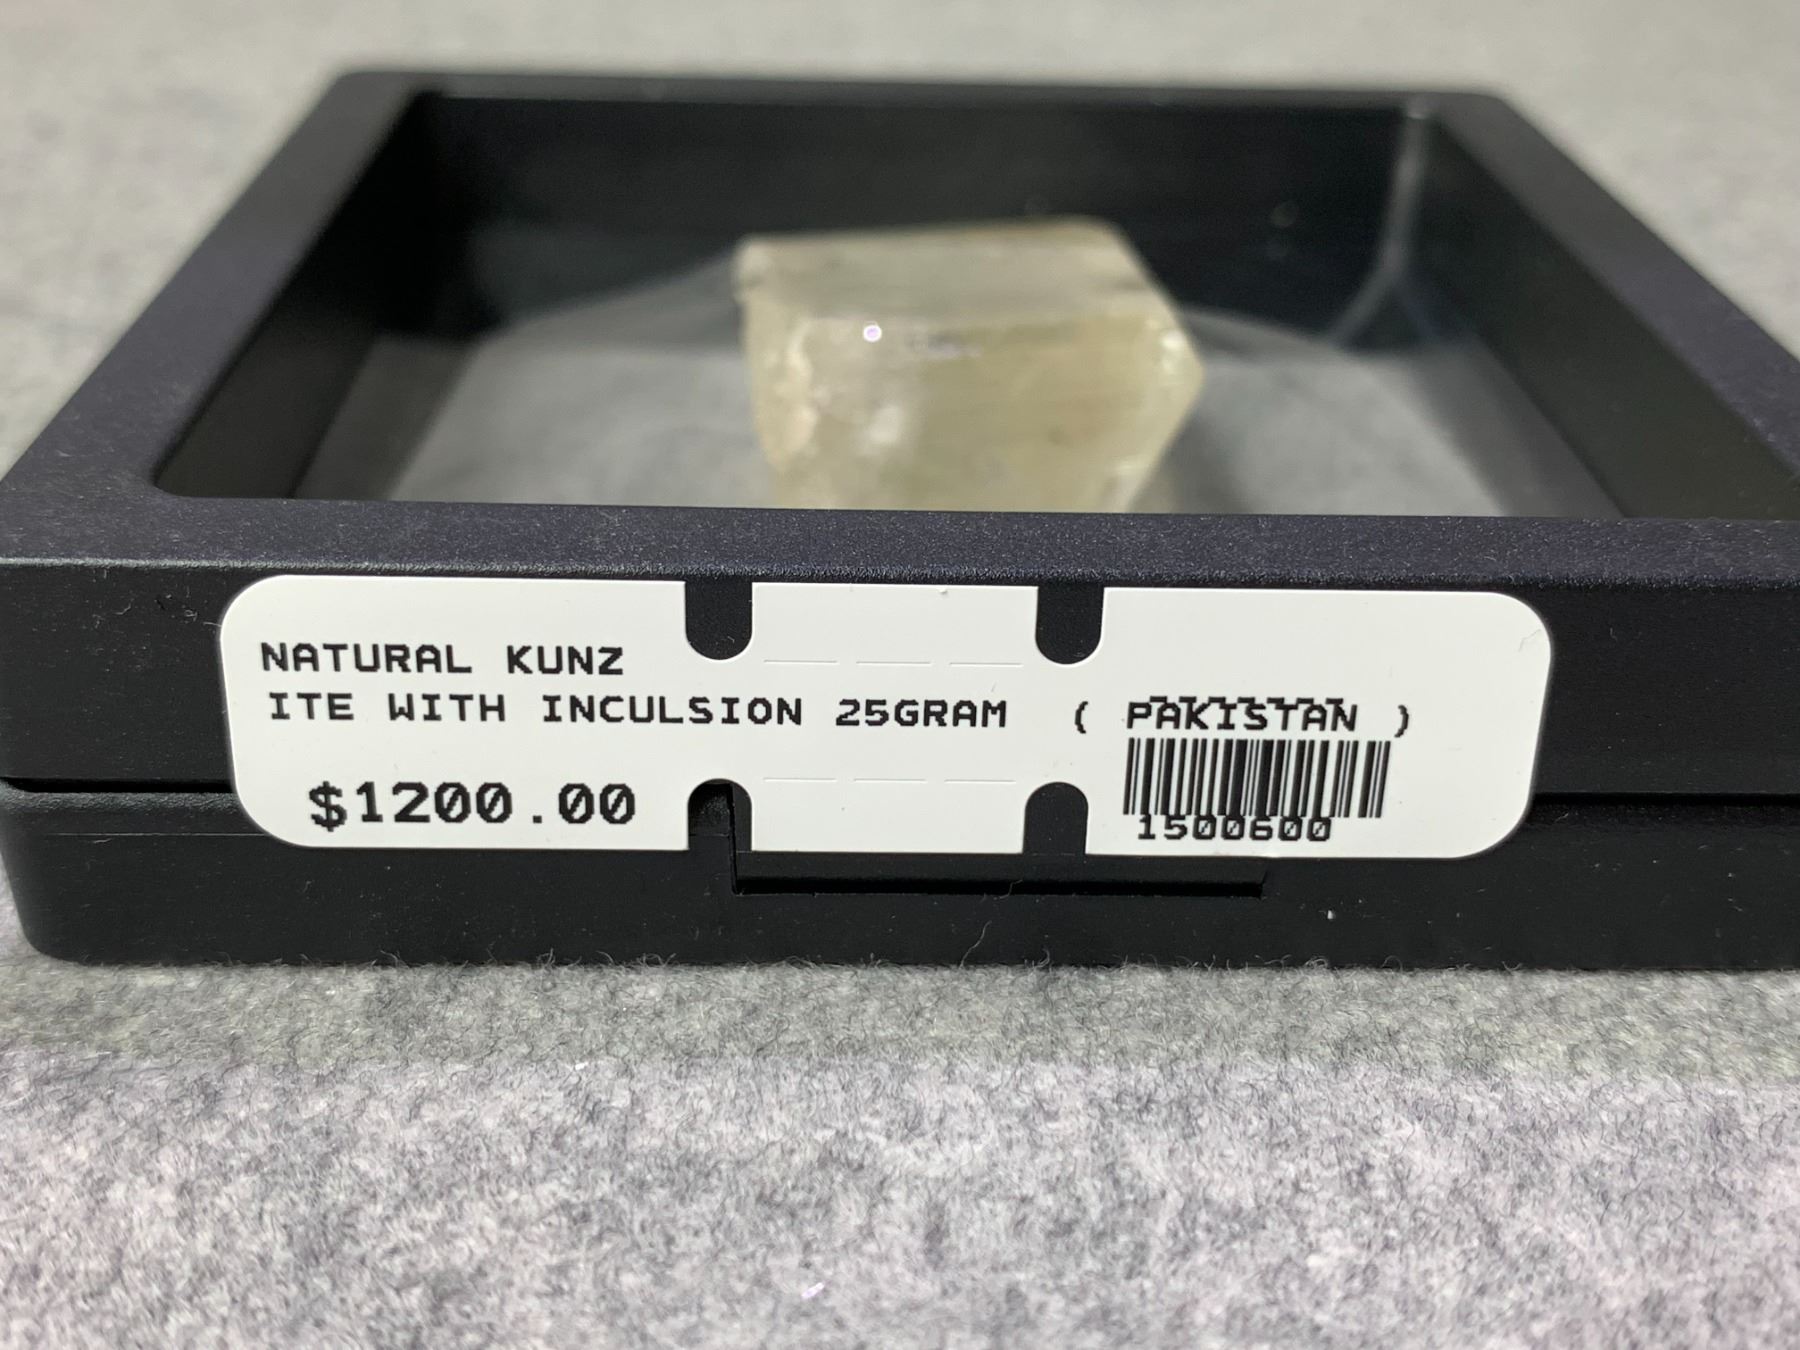 NATURAL KUNZ
ITE WITH INCULSION 25GRAM ( PAKISTAN )
$1200.00
1500600